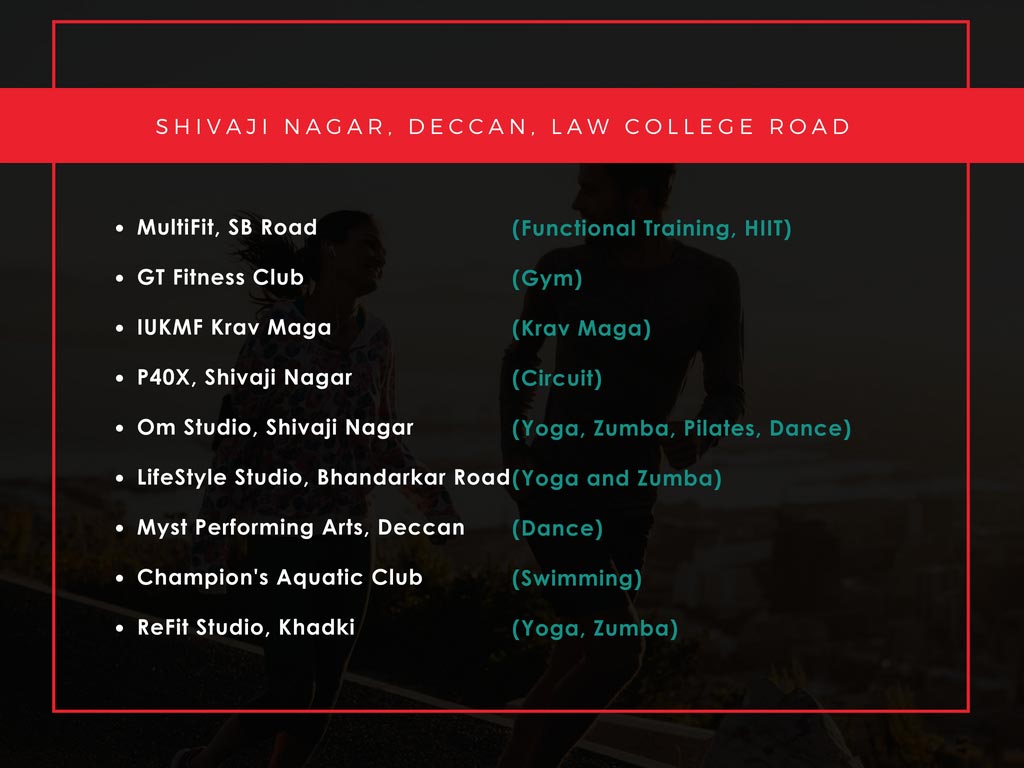 SHIVAJI NAGAR, DECCAN, LAW COLLEGE ROAD
• MultiFit, SB Road (Functional Training, HIIT)
• GT Fitness Club (Gym)
• IUKMF Krav Maga (Krav Maga)
• P40X, Shivaji Nagar (Circuit)
• Om Studio, Shivaji Nagar (Yoga, Zumba, Pilates, Dance)
• LifeStyle Studio, Bhandarkar Road (Yoga and Zumba)
• Myst Performing Arts, Deccan (Dance)
• Champion's Aquatic Club (Swimming)
• ReFit Studio, Khadki (Yoga, Zumba)